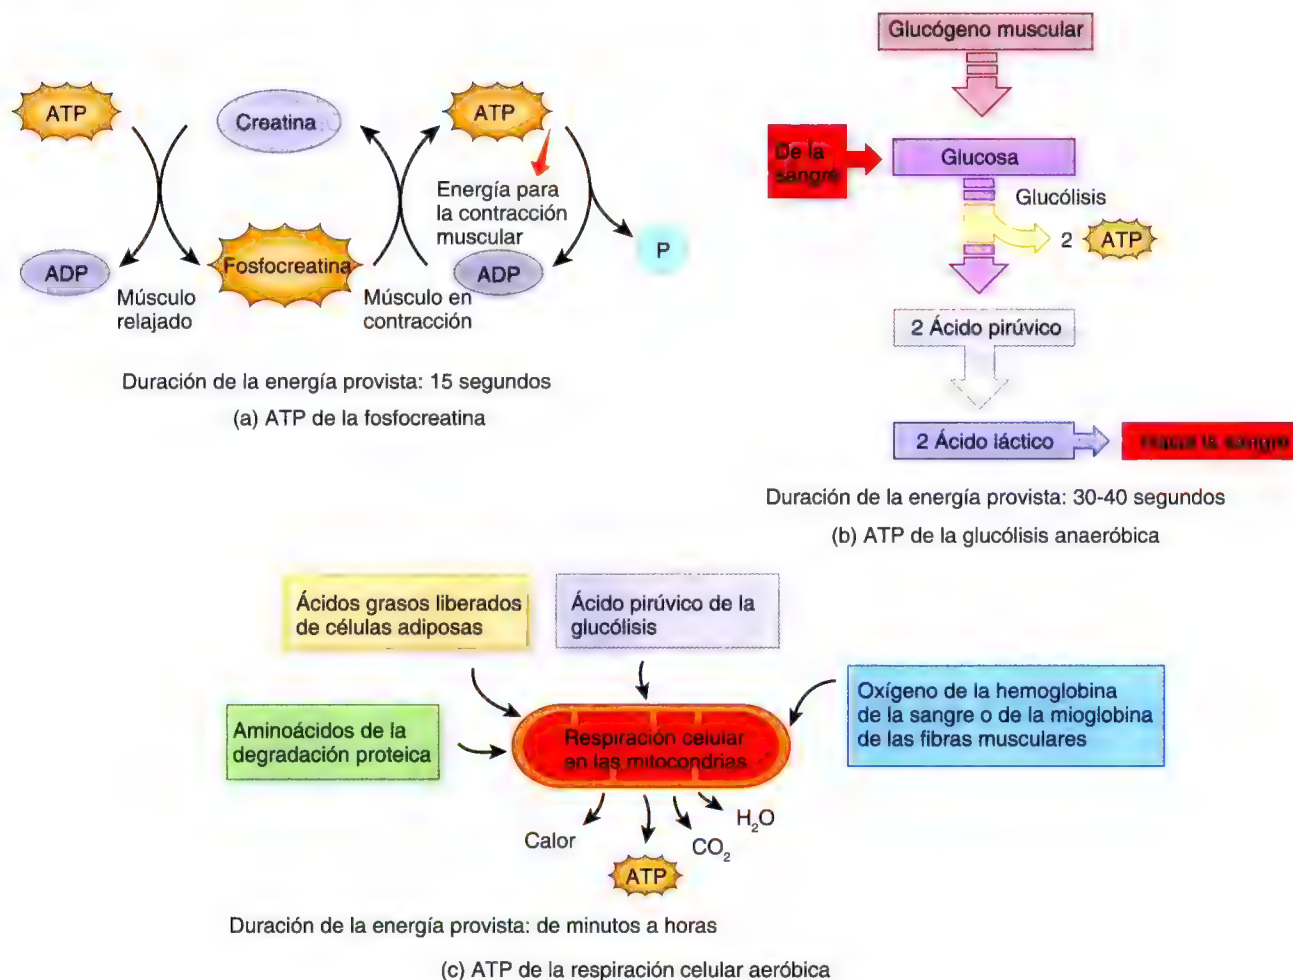 ATP
Creatina
ATP
Energía para
la contracción
muscular
ADP
Fosfocreatina
ADP
P
Músculo
relajado
Músculo en
contracción
Duración de la energía provista: 15 segundos
(a) ATP de la fosfocreatina
Glucógeno muscular
De la
sangre
Glucosa
Glucólisis
2 ATP
2 Ácido pirúvico
2 Ácido láctico
Hacia la sangre
Duración de la energía provista: 30-40 segundos
(b) ATP de la glucólisis anaeróbica
Ácidos grasos liberados
de células adiposas
Ácido pirúvico de la
glucólisis
Aminoácidos de la
degradación proteica
Oxígeno de la hemoglobina
de la sangre o de la mioglobina
de las fibras musculares
Respiración celular
en las mitocondrias
Calor
ATP
CO₂
H₂O
Duración de la energía provista: de minutos a horas
(c) ATP de la respiración celular aeróbica